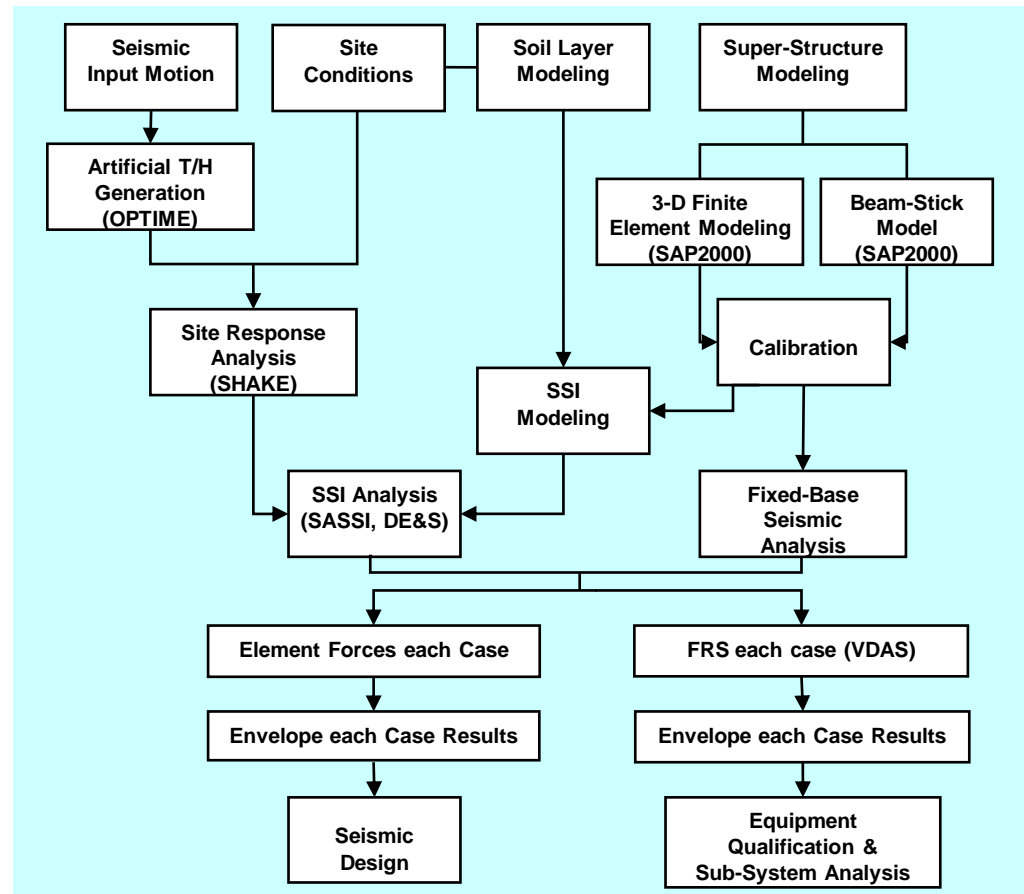 Seismic
Input Motion
Site
Conditions
Soil Layer
Modeling
Super-Structure
Modeling
Artificial T/H
Generation
(OPTIME)
3-D Finite
Element Modeling
(SAP2000)
Beam-Stick
Model
(SAP2000)
Site Response
Analysis
(SHAKE)
Calibration
SSI
Modeling
SSI Analysis
(SASSI, DE&S)
Fixed-Base
Seismic
Analysis
Element Forces each Case
FRS each case (VDAS)
Envelope each Case Results
Envelope each Case Results
Seismic
Design
Equipment
Qualification &
Sub-System Analysis